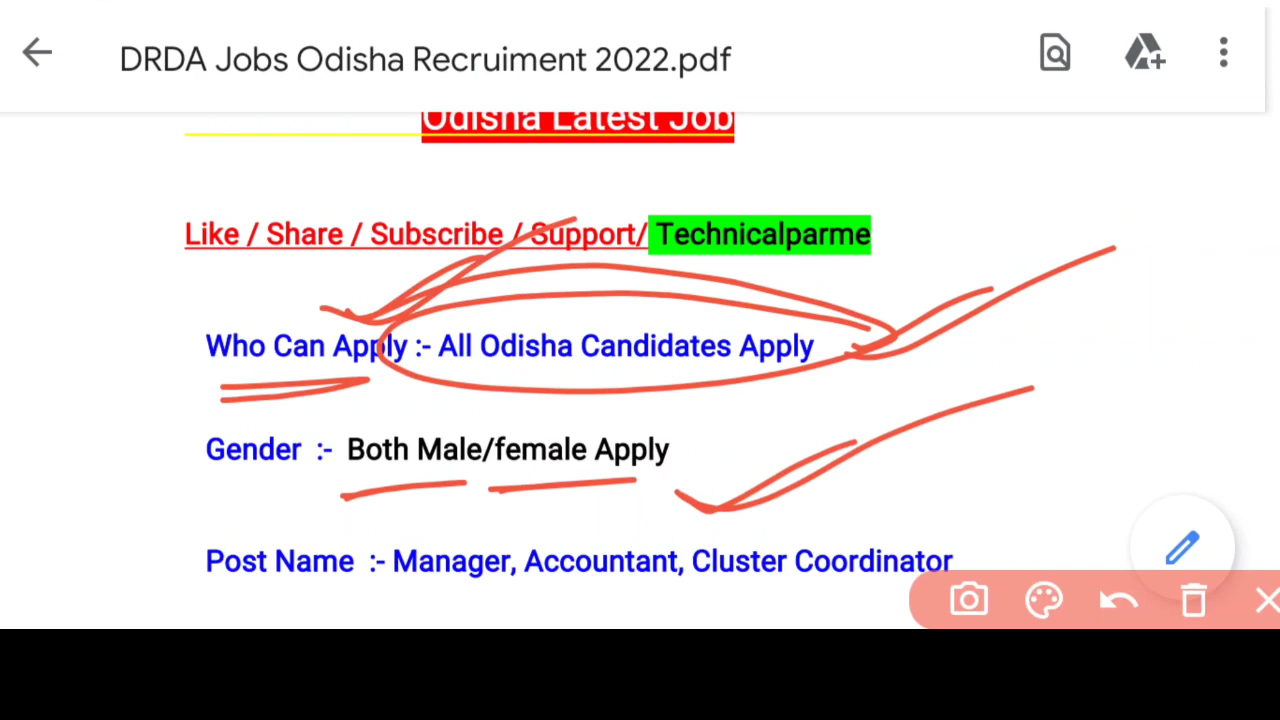 DRDA Jobs Odisha Recruiment 2022.pdf
Odisha Latest Job
Like / Share / Subscribe / Support/ Technicalparme
Who Can Apply :- All Odisha Candidates Apply
Gender :- Both Male/female Apply
Post Name :- Manager, Accountant, Cluster Coordinator